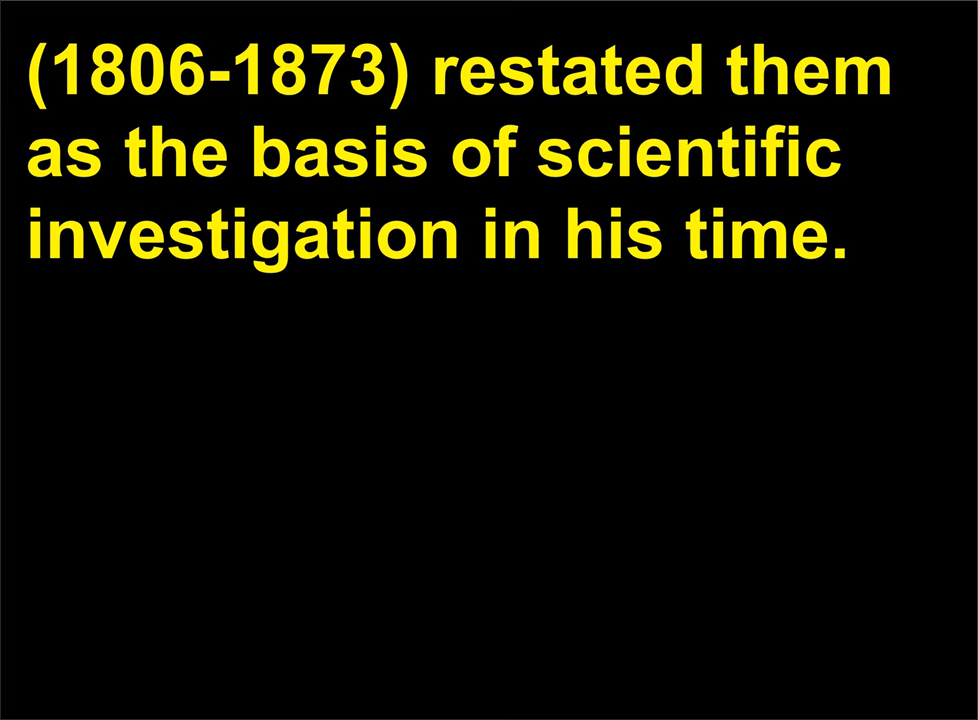 (1806-1873) restated them
as the basis of scientific
investigation in his time.